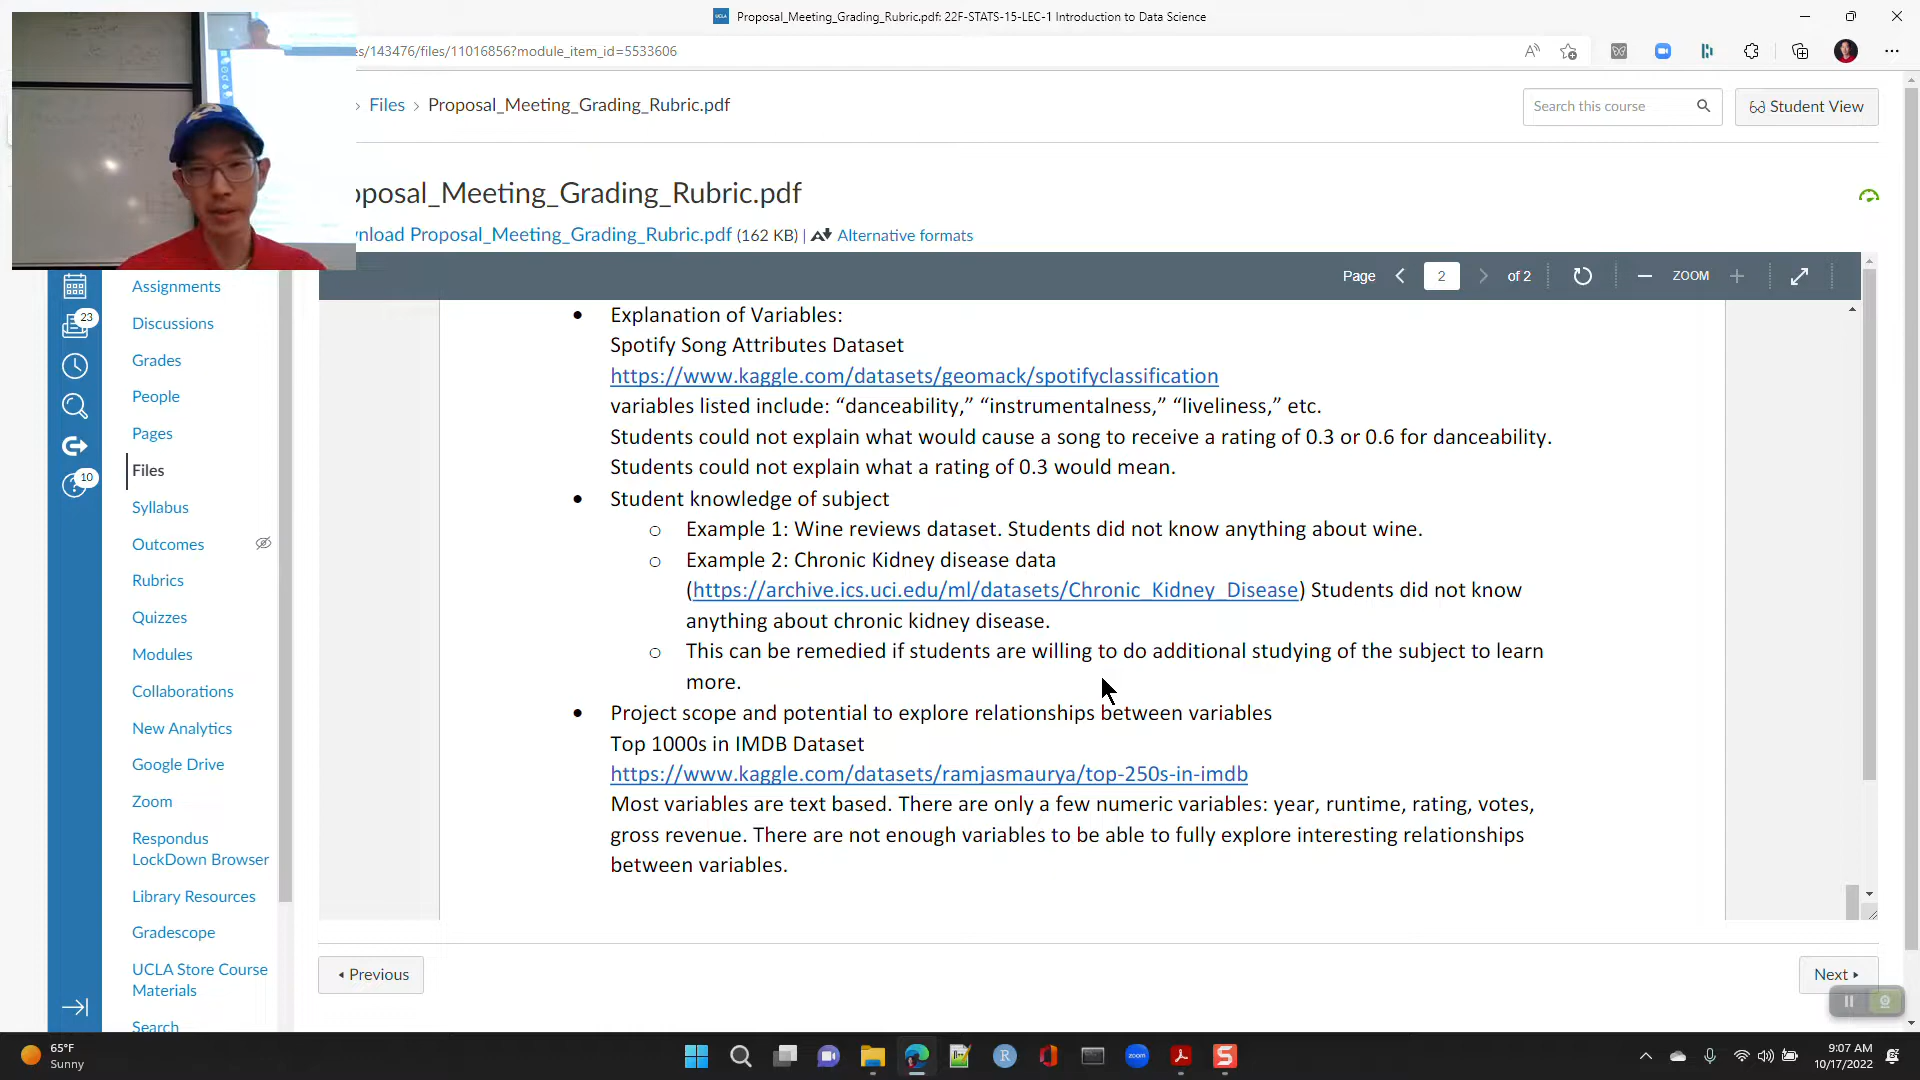 Proposal_Meeting_Grading_Rubric.pdf: 22F-STATS-15-LEC-1 Introduction to Data Science
es/143476/files/11016856?module_item_id=5533606
Files > Proposal_Meeting_Grading_Rubric.pdf
Search this course
Student View
oposal_Meeting_Grading_Rubric.pdf
nload Proposal_Meeting_Grading_Rubric.pdf (162 KB) | Alternative formats
Page 2 of 2 ZOOM
23
10
Assignments
Discussions
Grades
People
Pages
Files
Syllabus
Outcomes
Rubrics
Quizzes
Modules
Collaborations
New Analytics
Google Drive
Zoom
Respondus
LockDown Browser
Library Resources
Gradescope
UCLA Store Course
Materials
Search
• Explanation of Variables:
Spotify Song Attributes Dataset
https://www.kaggle.com/datasets/geomack/spotifyclassification
variables listed include: “danceability,” “instrumentalness,” “liveliness,” etc.
Students could not explain what would cause a song to receive a rating of 0.3 or 0.6 for danceability.
Students could not explain what a rating of 0.3 would mean.
• Student knowledge of subject
o Example 1: Wine reviews dataset. Students did not know anything about wine.
o Example 2: Chronic Kidney disease data
(https://archive.ics.uci.edu/ml/datasets/Chronic_Kidney_Disease) Students did not know
anything about chronic kidney disease.
o This can be remedied if students are willing to do additional studying of the subject to learn
more.
• Project scope and potential to explore relationships between variables
Top 1000s in IMDB Dataset
https://www.kaggle.com/datasets/ramjasmaurya/top-250s-in-imdb
Most variables are text based. There are only a few numeric variables: year, runtime, rating, votes,
gross revenue. There are not enough variables to be able to fully explore interesting relationships
between variables.
Previous
Next
65°F
Sunny
zoom
9:07 AM
10/17/2022